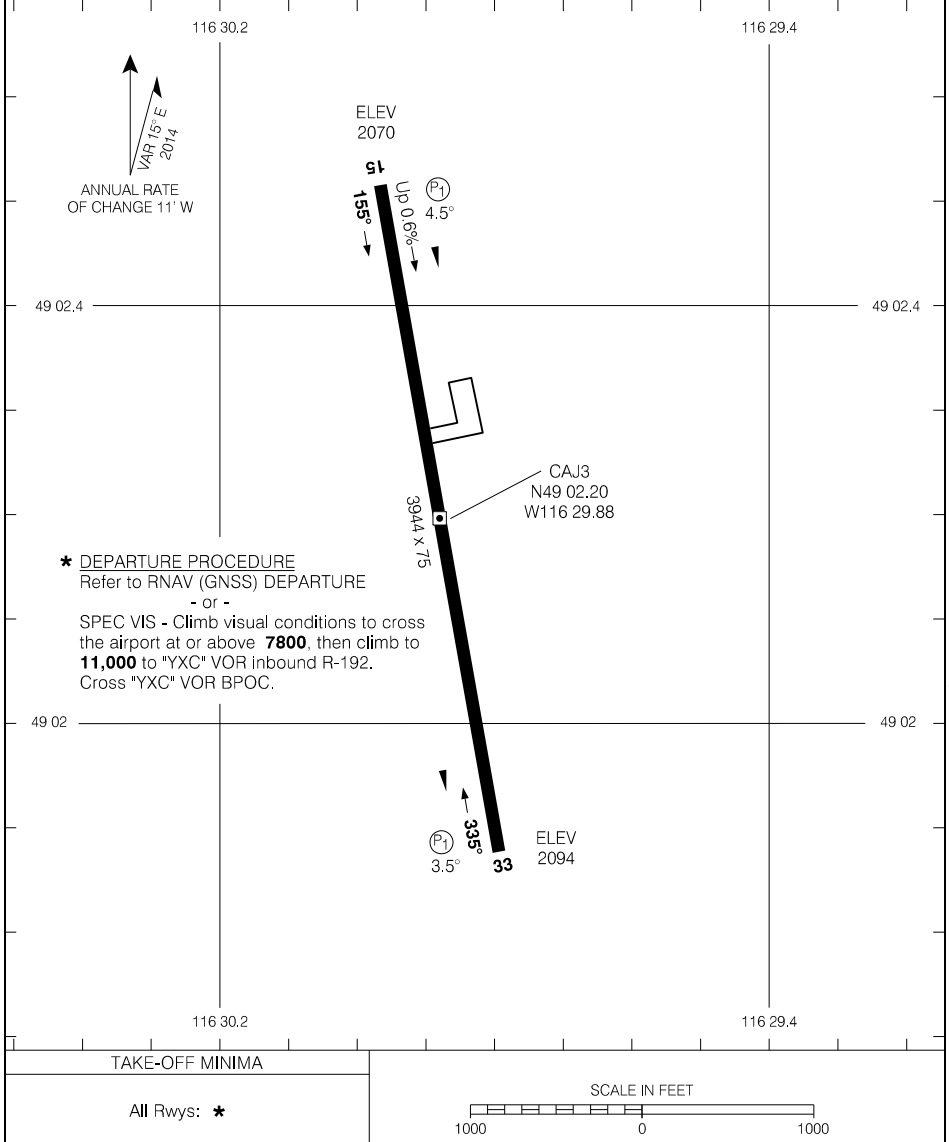 116 30.2
116 29.4
VAR 15° E
2014
ANNUAL RATE
OF CHANGE 11' W
ELEV
2070
15
155°
Up 0.6%
P1
4.5°
49 02.4
49 02.4
CAJ3
N49 02.20
W116 29.88
3944 x 75
* DEPARTURE PROCEDURE
Refer to RNAV (GNSS) DEPARTURE
- or -
SPEC VIS - Climb visual conditions to cross
the airport at or above 7800, then climb to
11,000 to "YXC" VOR inbound R-192.
Cross "YXC" VOR BPOC.
49 02
49 02
P1
3.5°
335°
33
ELEV
2094
116 30.2
116 29.4
TAKE-OFF MINIMA
All Rwys: *
SCALE IN FEET
1000
0
1000